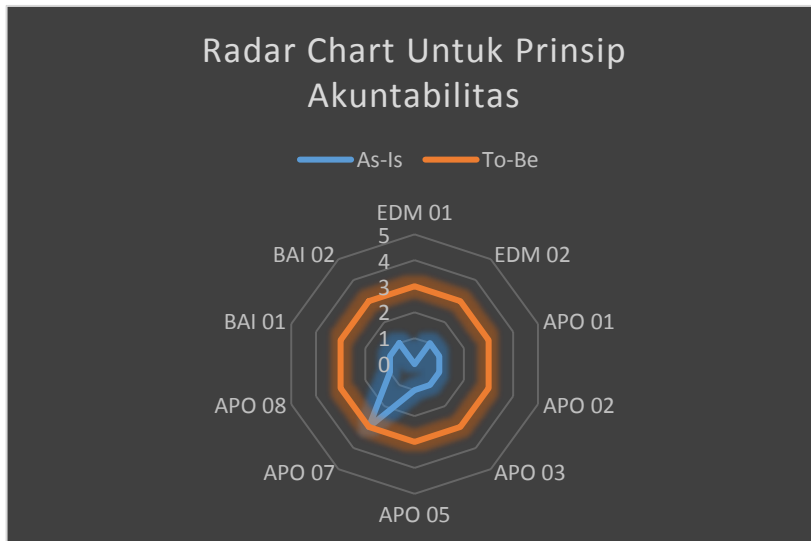 Radar Chart Untuk Prinsip
Akuntabilitas
As-Is To-Be
EDM 01
EDM 02
APO 01
APO 02
APO 03
APO 05
APO 07
APO 08
BAI 01
BAI 02
5
4
3
2
1
0